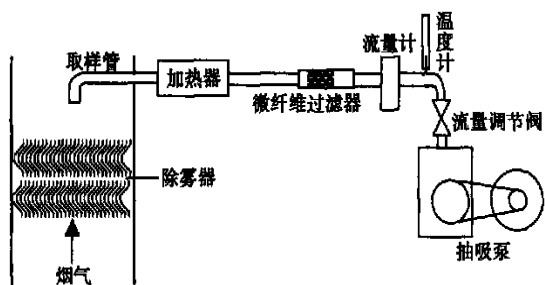 取样管
加热器
微纤维过滤器
流量计
温度计
流量调节阀
除雾器
抽吸泵
烟气